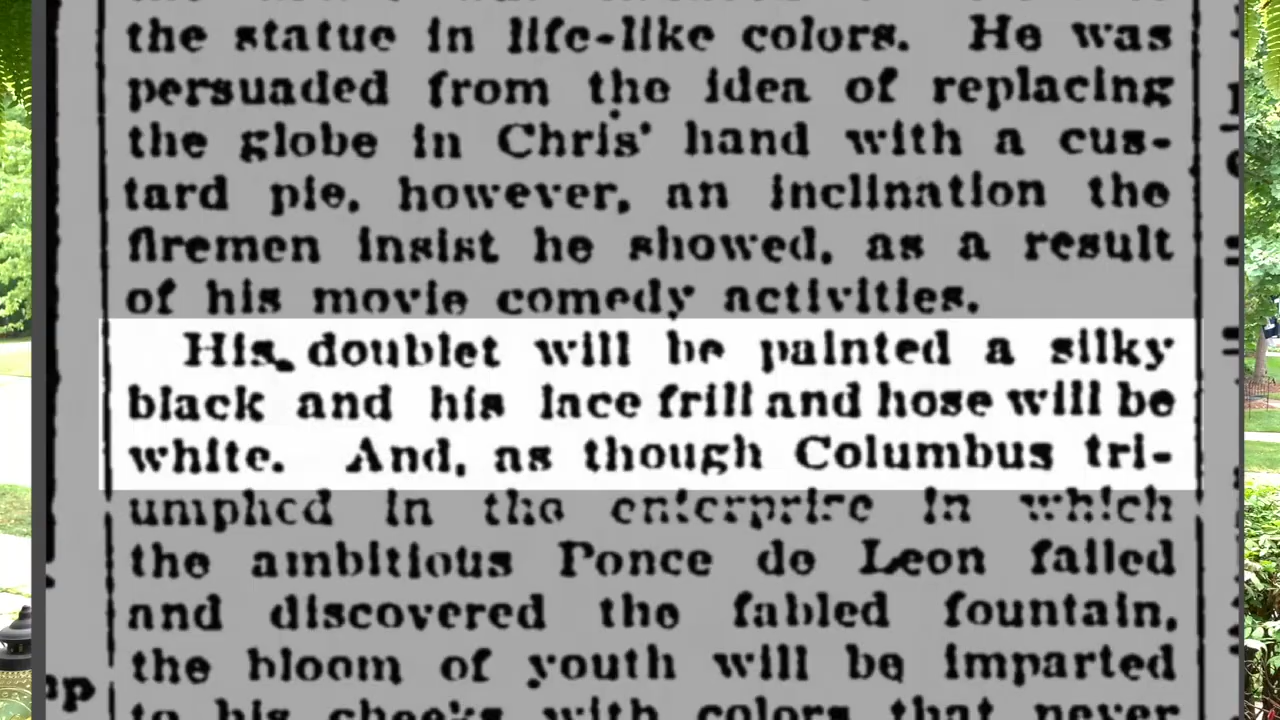 the statue in life-like colors. He was
persuaded from the idea of replacing
the globe in Chris' hand with a cus-
tard pie, however, an inclination the
firemen insist he showed, as a result
of his movie comedy activities.
His doublet will be painted a silky
black and his lace frill and hose will be
white. And, as though Columbus tri-
umphed in the enterprise in which
the ambitious Ponce de Leon failed
and discovered the fabled fountain,
the bloom of youth will be imparted
to his cheeks with colors that never